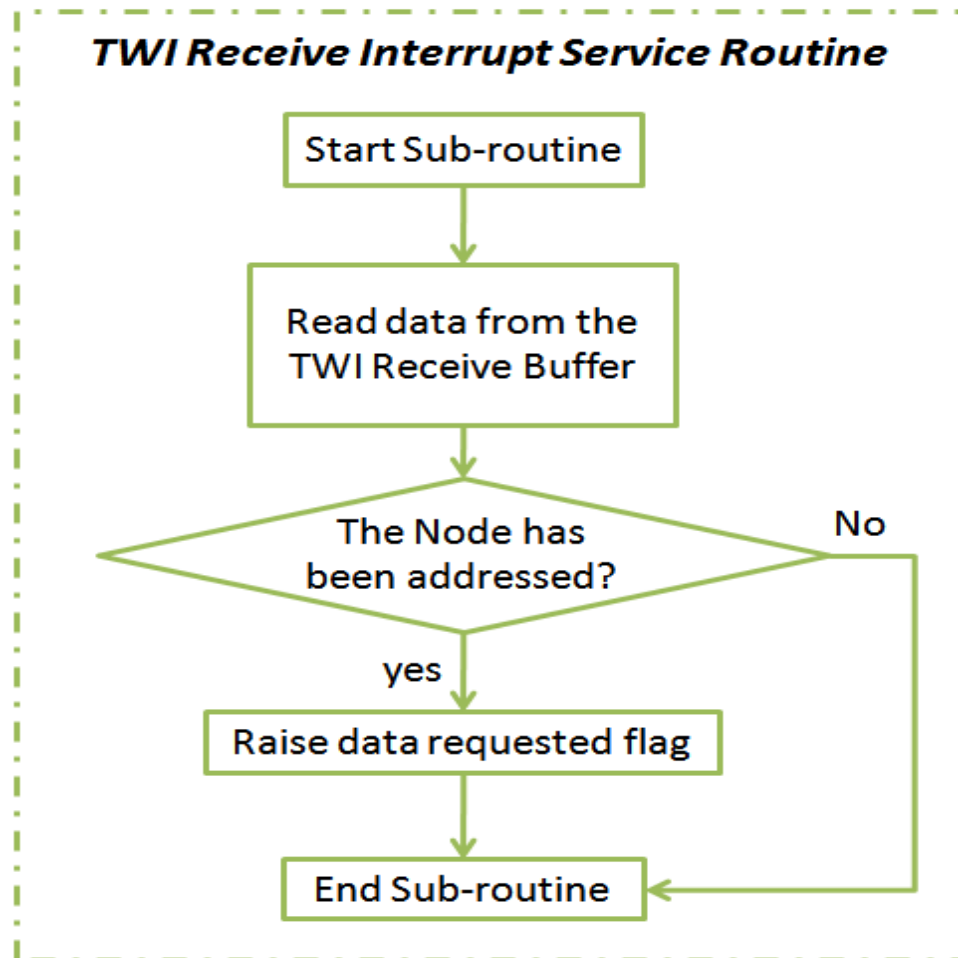 TWI Receive Interrupt Service Routine
Start Sub-routine
Read data from the
TWI Receive Buffer
The Node has
been addressed?
No
yes
Raise data requested flag
End Sub-routine